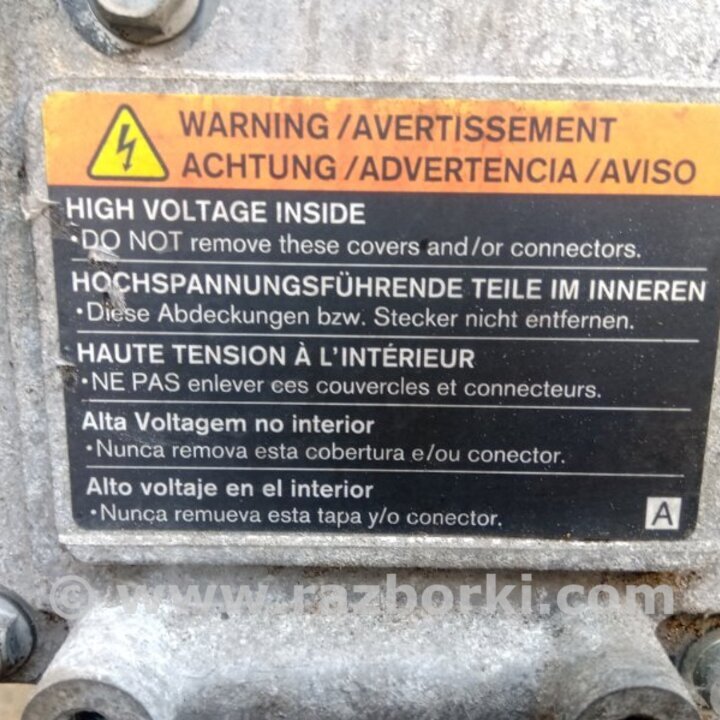 WARNING /AVERTISSEMENT
ACHTUNG /ADVERTENCIA /AVISO
HIGH VOLTAGE INSIDE
•DO NOT remove these covers and/or connectors.
HOCHSPANNUNGSFÜHRENDE TEILE IM INNEREN
•Diese Abdeckungen bzw. Stecker nicht entfernen.
HAUTE TENSION À L'INTÉRIEUR
•NE PAS enlever ces couvercles et connecteurs.
Alta Voltagem no interior
•Nunca remova esta cobertura e/ou conector.
Alto voltaje en el interior
•Nunca remueva esta tapa y/o conector.
A
© www.razborki.com